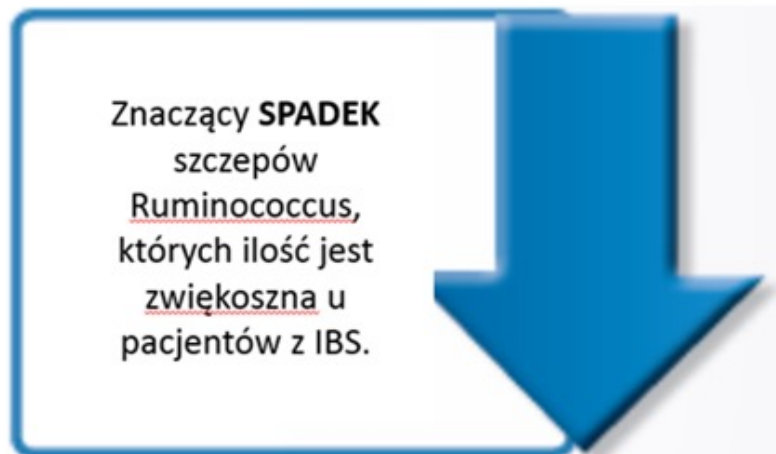 Znaczący SPADEK
szczepów
Ruminococcus,
których ilość jest
zwiękoszna u
pacjentów z IBS.